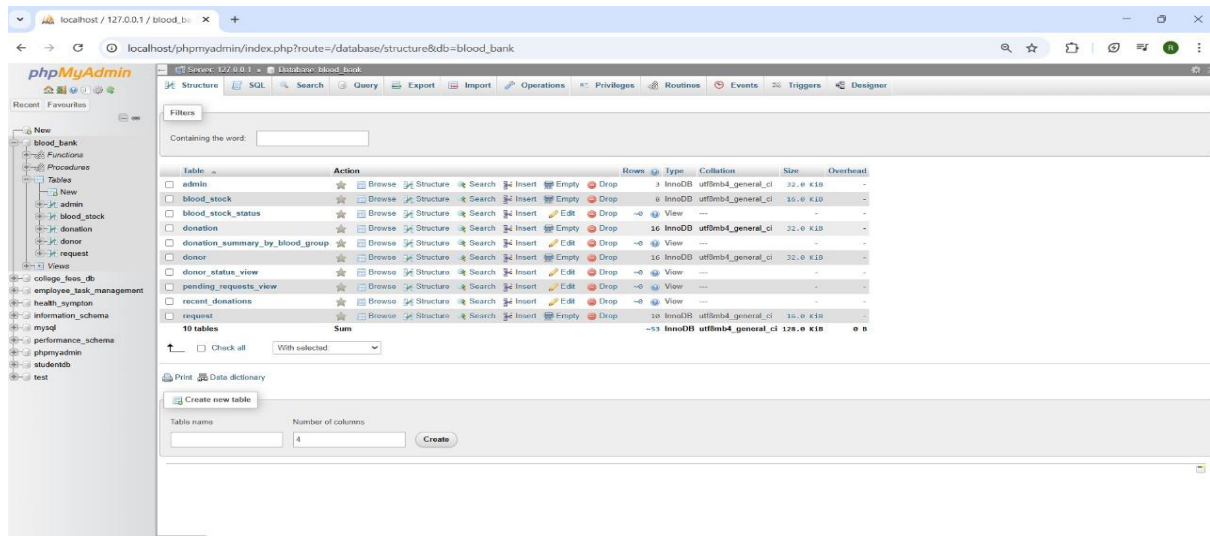 localhost / 127.0.0.1 / blood_ba
localhost/phpmyadmin/index.php?route=/database/structure&db=blood_bank
R
phpMyAdmin
Recent Favourites
New
blood_bank
Functions
Procedures
Tables
New
admin
blood_stock
donation
donor
request
Views
college_fees_db
employee_task_management
health_sympton
information_schema
mysql
performance_schema
phpmyadmin
studentdb
test
Server: 127.0.0.1 » Database: blood_bank
Structure SQL Search Query Export Import Operations Privileges Routines Events Triggers Designer
Filters
Containing the word:
Table Action Rows Type Collation Size Overhead
admin Browse Structure Search Insert Empty Drop 3 InnoDB utf8mb4_general_ci 32.0 KiB -
blood_stock Browse Structure Search Insert Empty Drop 8 InnoDB utf8mb4_general_ci 16.0 KiB -
blood_stock_status Browse Structure Search Insert Edit Drop ~0 View --- - -
donation Browse Structure Search Insert Empty Drop 16 InnoDB utf8mb4_general_ci 32.0 KiB -
donation_summary_by_blood_group Browse Structure Search Insert Edit Drop ~0 View --- - -
donor Browse Structure Search Insert Empty Drop 16 InnoDB utf8mb4_general_ci 32.0 KiB -
donor_status_view Browse Structure Search Insert Edit Drop ~0 View --- - -
pending_requests_view Browse Structure Search Insert Edit Drop ~0 View --- - -
recent_donations Browse Structure Search Insert Edit Drop ~0 View --- - -
request Browse Structure Search Insert Empty Drop 10 InnoDB utf8mb4_general_ci 16.0 KiB -
10 tables Sum ~53 InnoDB utf8mb4_general_ci 128.0 KiB 0 B
Check all With selected:
Print Data dictionary
Create new table
Table name Number of columns
4 Create